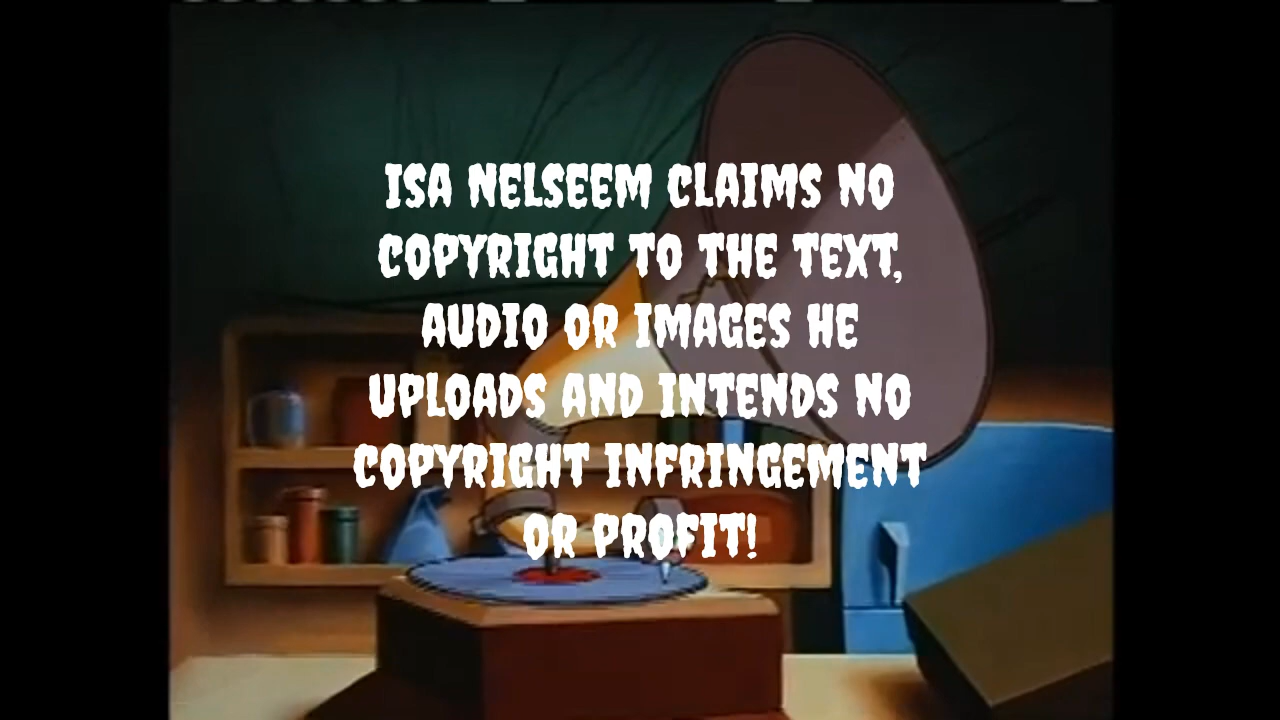 ISA NELSEEM CLAIMS NO
COPYRIGHT TO THE TEXT,
AUDIO OR IMAGES HE
UPLOADS AND INTENDS NO
COPYRIGHT INFRINGEMENT
OR PROFIT!